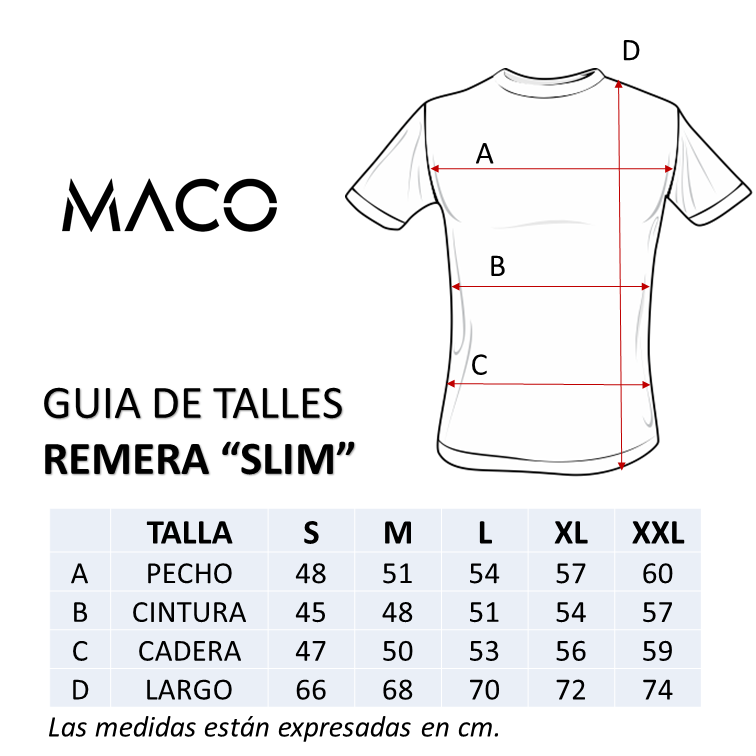 D
A
MACO
B
C
GUIA DE TALLES
REMERA “SLIM”
TALLA S M L XL XXL
A PECHO 48 51 54 57 60
B CINTURA 45 48 51 54 57
C CADERA 47 50 53 56 59
D LARGO 66 68 70 72 74
Las medidas están expresadas en cm.